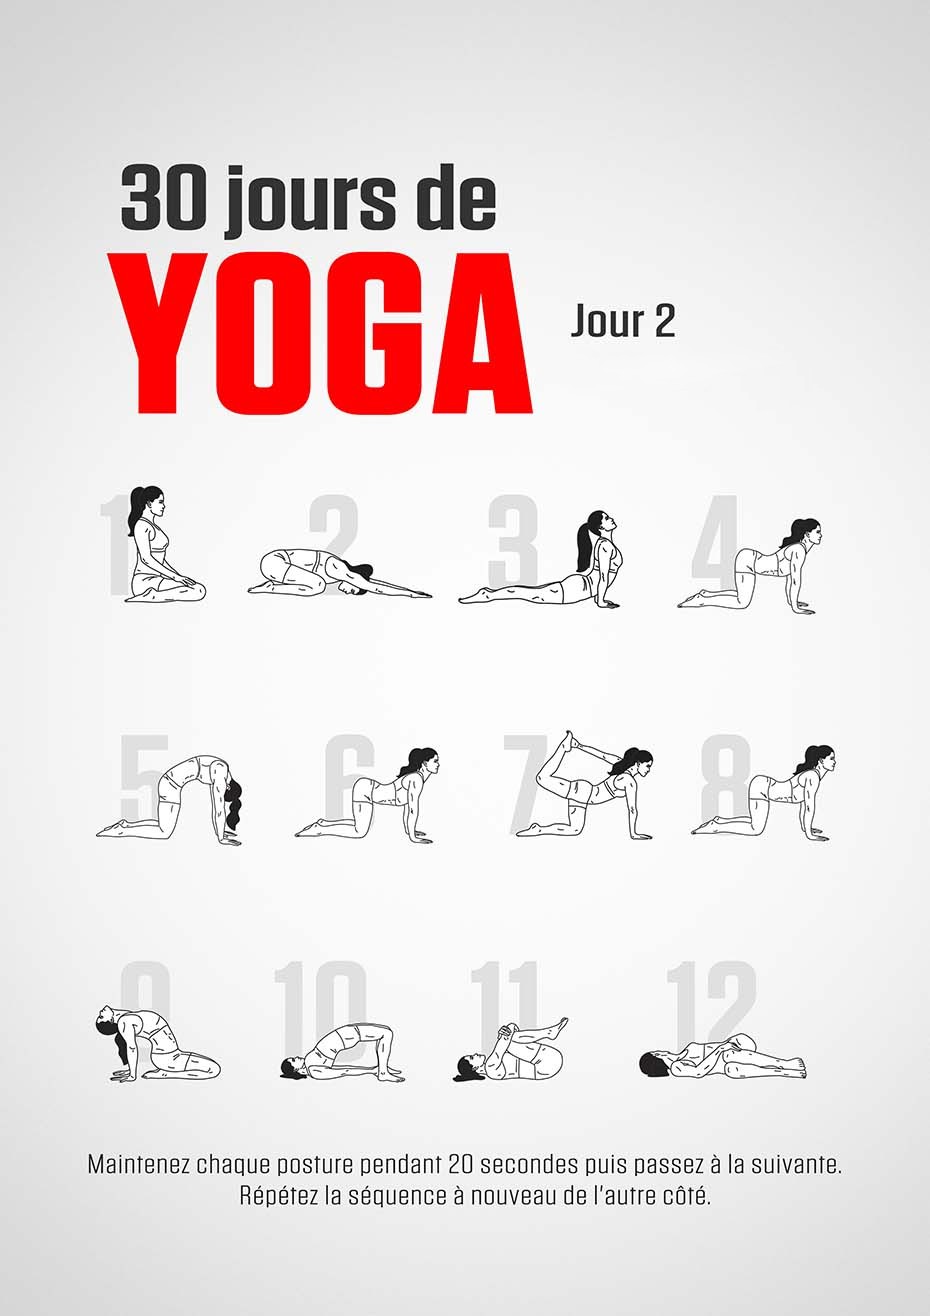 30 jours de
YOGA
Jour 2
1 2 3 4
5 6 7 8
9 10 11 12
Maintenez chaque posture pendant 20 secondes puis passez à la suivante.
Répétez la séquence à nouveau de l'autre côté.